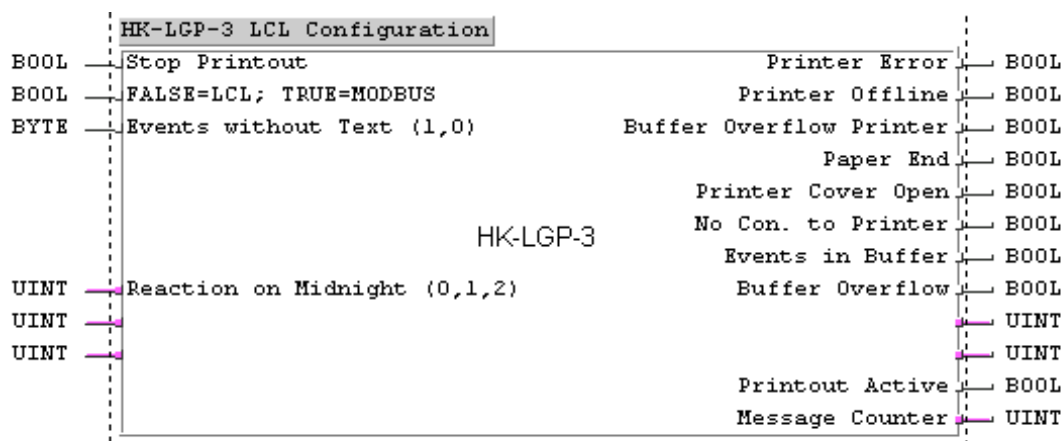 HK-LGP-3 LCL Configuration
BOOL Stop Printout Printer Error BOOL
BOOL FALSE=LCL; TRUE=MODBUS Printer Offline BOOL
BYTE Events without Text (1,0) Buffer Overflow Printer BOOL
Paper End BOOL
Printer Cover Open BOOL
HK-LGP-3 No Con. to Printer BOOL
Events in Buffer BOOL
UINT Reaction on Midnight (0,1,2) Buffer Overflow BOOL
UINT UINT
UINT UINT
Printout Active BOOL
Message Counter UINT